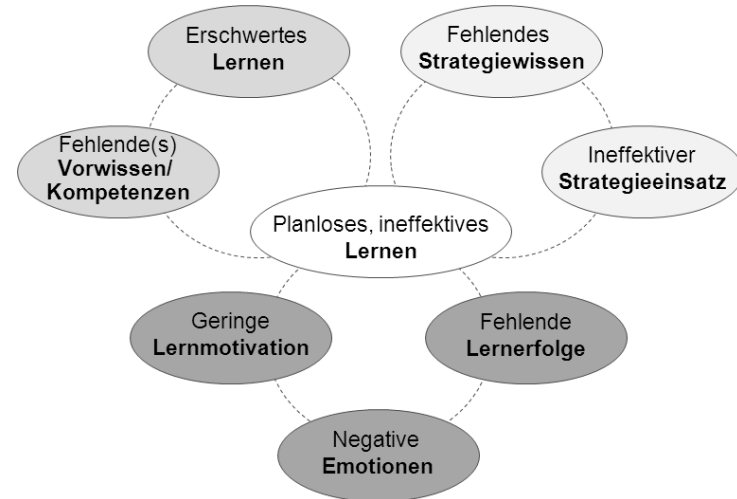 Erschwertes
Lernen
Fehlendes
Strategiewissen
Fehlende(s)
Vorwissen/
Kompetenzen
Ineffektiver
Strategieeinsatz
Planloses, ineffektives
Lernen
Geringe
Lernmotivation
Fehlende
Lernerfolge
Negative
Emotionen